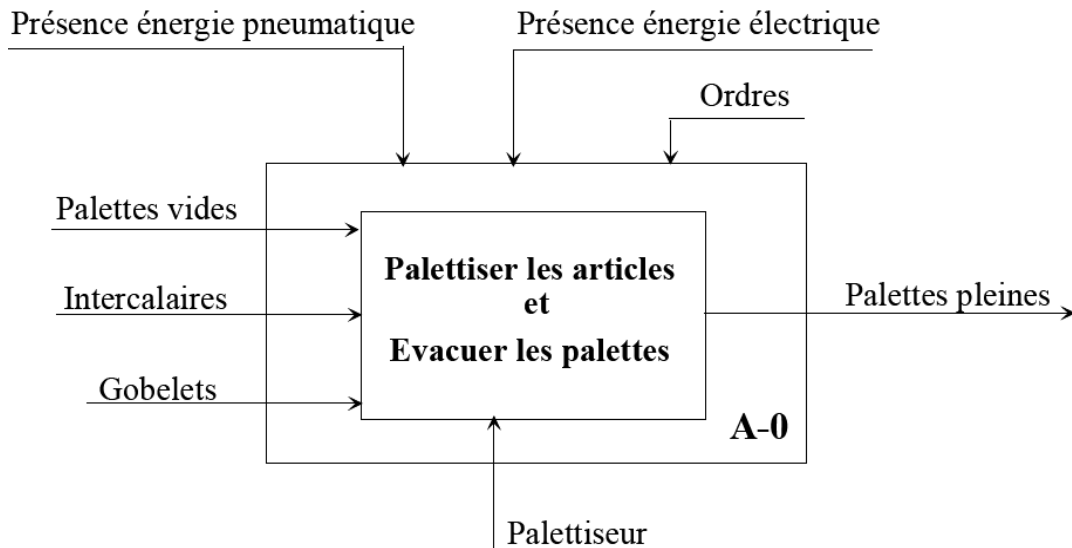 Présence énergie pneumatique
Présence énergie électrique
Ordres
Palettes vides
Intercalaires
Gobelets
Palettiser les articles
et
Evacuer les palettes
Palettes pleines
A-0
Palettiseur